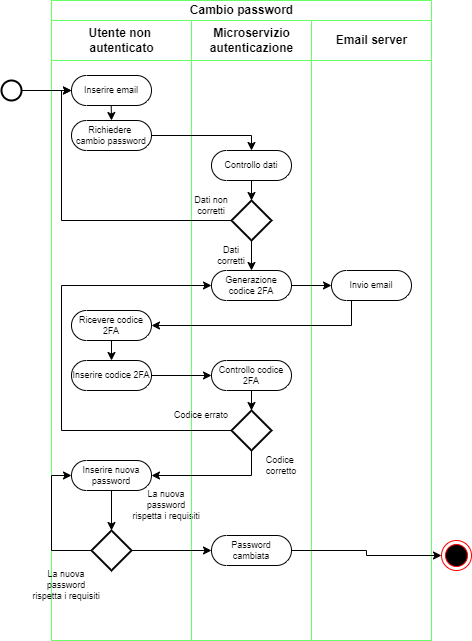 Cambio password
Utente non
autenticato
Microservizio
autenticazione
Email server
Inserire email
Richiedere
cambio password
Controllo dati
Dati non
corretti
Dati
corretti
Generazione
codice 2FA
Invio email
Ricevere codice
2FA
Inserire codice 2FA
Controllo codice
2FA
Codice errato
Codice
corretto
Inserire nuova
password
La nuova
password
rispetta i requisiti
Password
cambiata
La nuova
password
rispetta i requisiti